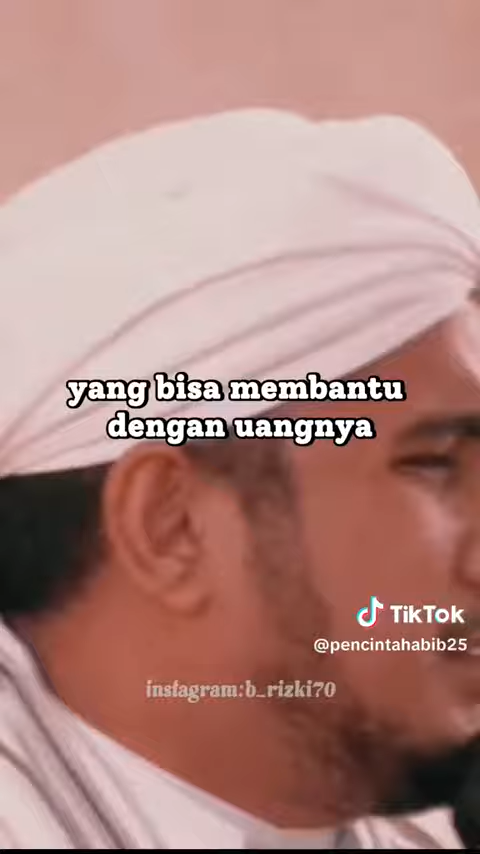 yang bisa membantu
dengan uangnya
TikTok
@pencintahabib25
instagram:b_rizki70